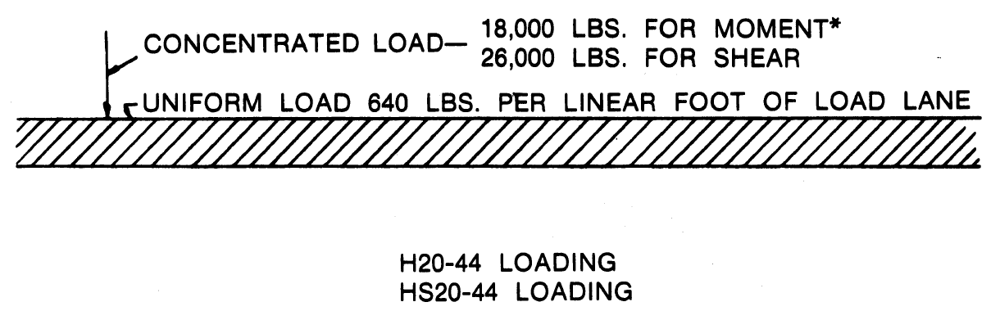 CONCENTRATED LOAD— 18,000 LBS. FOR MOMENT*
26,000 LBS. FOR SHEAR
UNIFORM LOAD 640 LBS. PER LINEAR FOOT OF LOAD LANE
H20-44 LOADING
HS20-44 LOADING